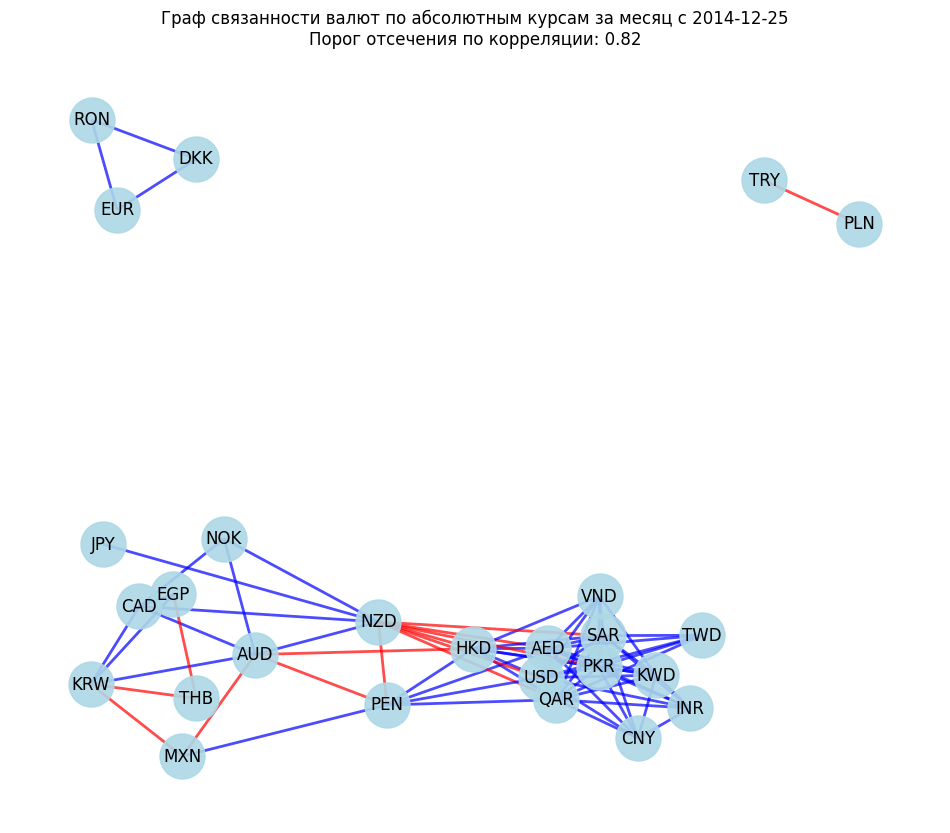 Граф связанности валют по абсолютным курсам за месяц с 2014-12-25
Порог отсечения по корреляции: 0.82
RON
DKK
TRY
EUR
PLN
NOK
JPY
EGP
VND
CAD
NZD
SAR
TWD
HKD
AED
AUD
PKR
USD
KWD
KRW
THB
QAR
PEN
INR
CNY
MXN